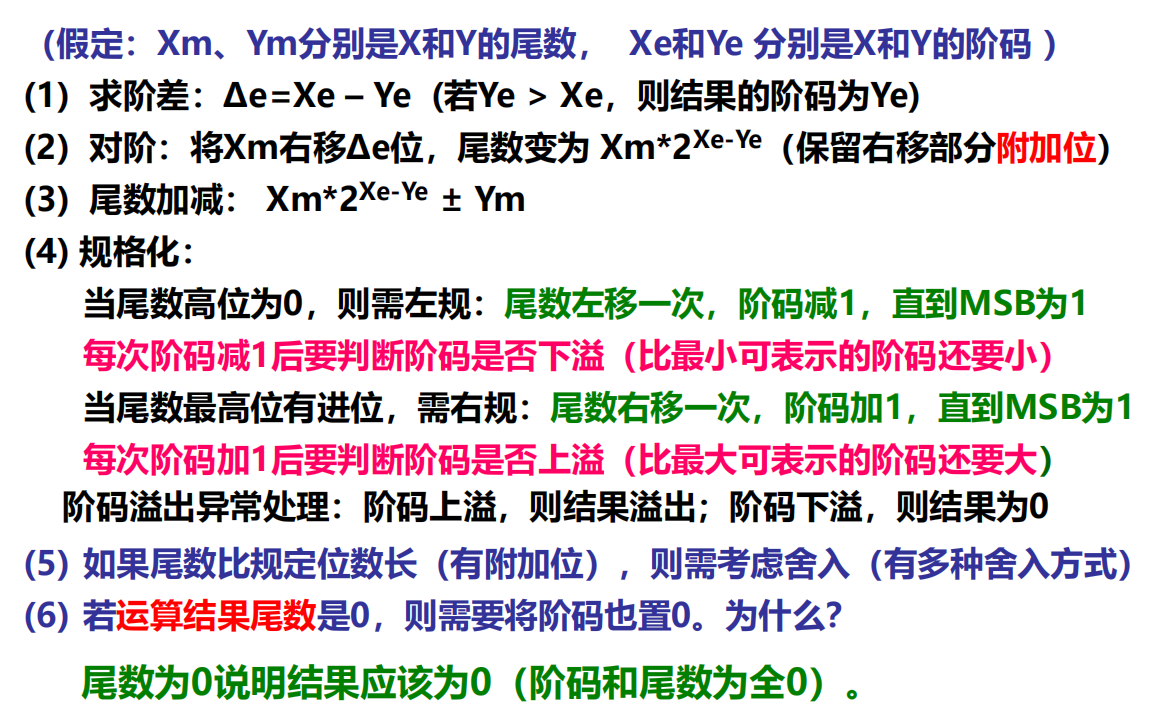 (假定：Xm、Ym分别是X和Y的尾数， Xe和Ye 分别是X和Y的阶码 )
(1) 求阶差：Δe=Xe – Ye (若Ye > Xe，则结果的阶码为Ye)
(2) 对阶：将Xm右移Δe位，尾数变为 Xm*2^Xe-Ye（保留右移部分附加位）
(3) 尾数加减： Xm*2^Xe-Ye ± Ym
(4) 规格化：
当尾数高位为0，则需左规：尾数左移一次，阶码减1，直到MSB为1
每次阶码减1后要判断阶码是否下溢（比最小可表示的阶码还要小）
当尾数最高位有进位，需右规：尾数右移一次，阶码加1，直到MSB为1
每次阶码加1后要判断阶码是否上溢（比最大可表示的阶码还要大）
阶码溢出异常处理：阶码上溢，则结果溢出；阶码下溢，则结果为0
(5) 如果尾数比规定位数长（有附加位），则需考虑舍入（有多种舍入方式）
(6) 若运算结果尾数是0，则需要将阶码也置0。为什么？
尾数为0说明结果应该为0（阶码和尾数为全0）。